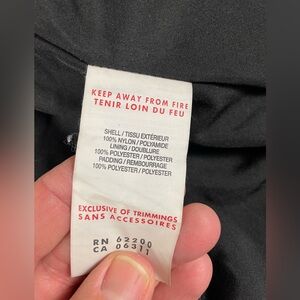 KEEP AWAY FROM FIRE
TENIR LOIN DU FEU
SHELL / TISSU EXTÉRIEUR
100% NYLON / POLYAMIDE
LINING / DOUBLURE
100% POLYESTER / POLYESTER
PADDING / REMBOURRAGE
100% POLYESTER / POLYESTER
EXCLUSIVE OF TRIMMINGS
SANS ACCESSOIRES
RN 62200
CA 06311